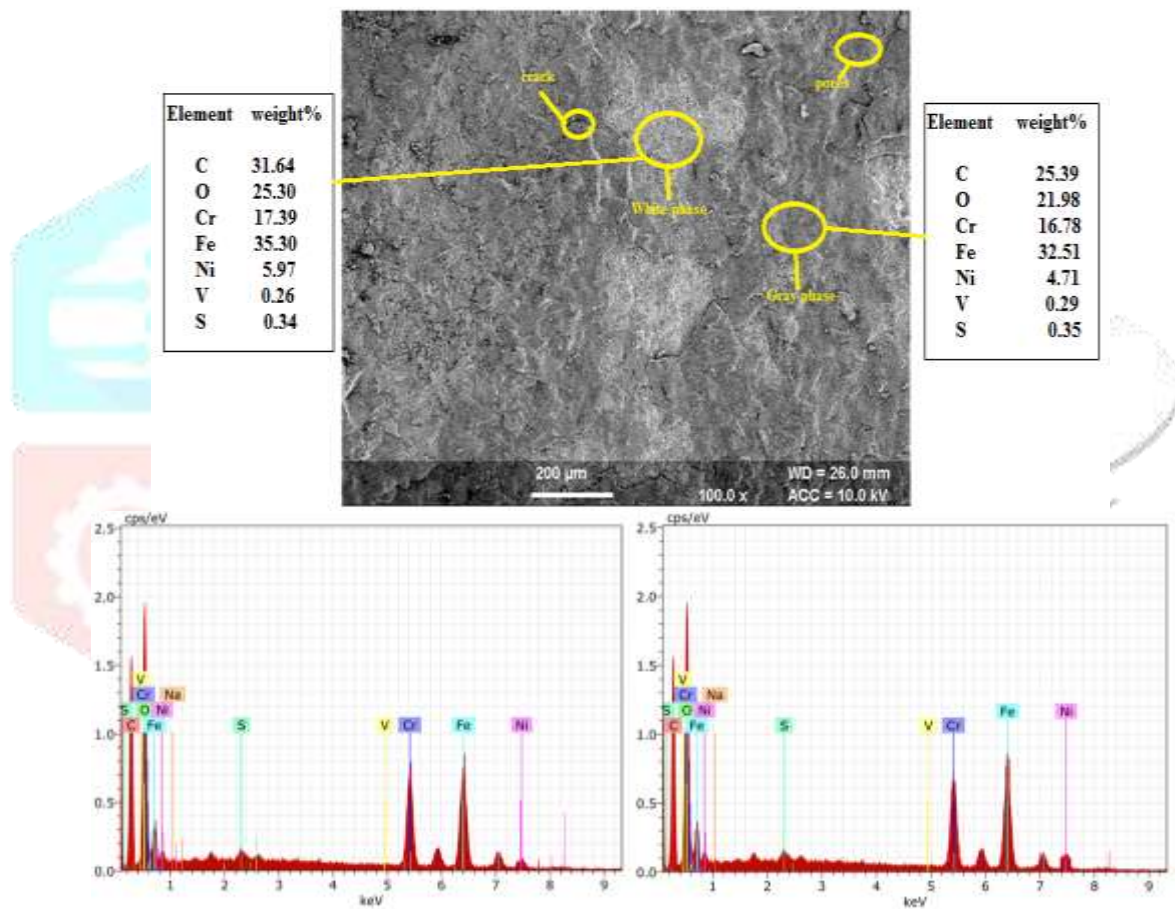 Element weight%
C 31.64
O 25.30
Cr 17.39
Fe 35.30
Ni 5.97
V 0.26
S 0.34
crack
pores
White phase
Gray phase
200 µm
100.0 x
WD = 26.0 mm
ACC = 10.0 kV
Element weight%
C 25.39
O 21.98
Cr 16.78
Fe 32.51
Ni 4.71
V 0.29
S 0.35
cps/eV
2.5
2.0
1.5
1.0
0.5
0.0
V
Cr Na
S O Ni
C Fe
S
V
Cr
Fe
Ni
1 2 3 4 5 6 7 8 9
keV
cps/eV
2.5
2.0
1.5
1.0
0.5
0.0
V
Cr Na
S O Ni
C Fe
S
V
Cr
Fe
Ni
1 2 3 4 5 6 7 8 9
keV